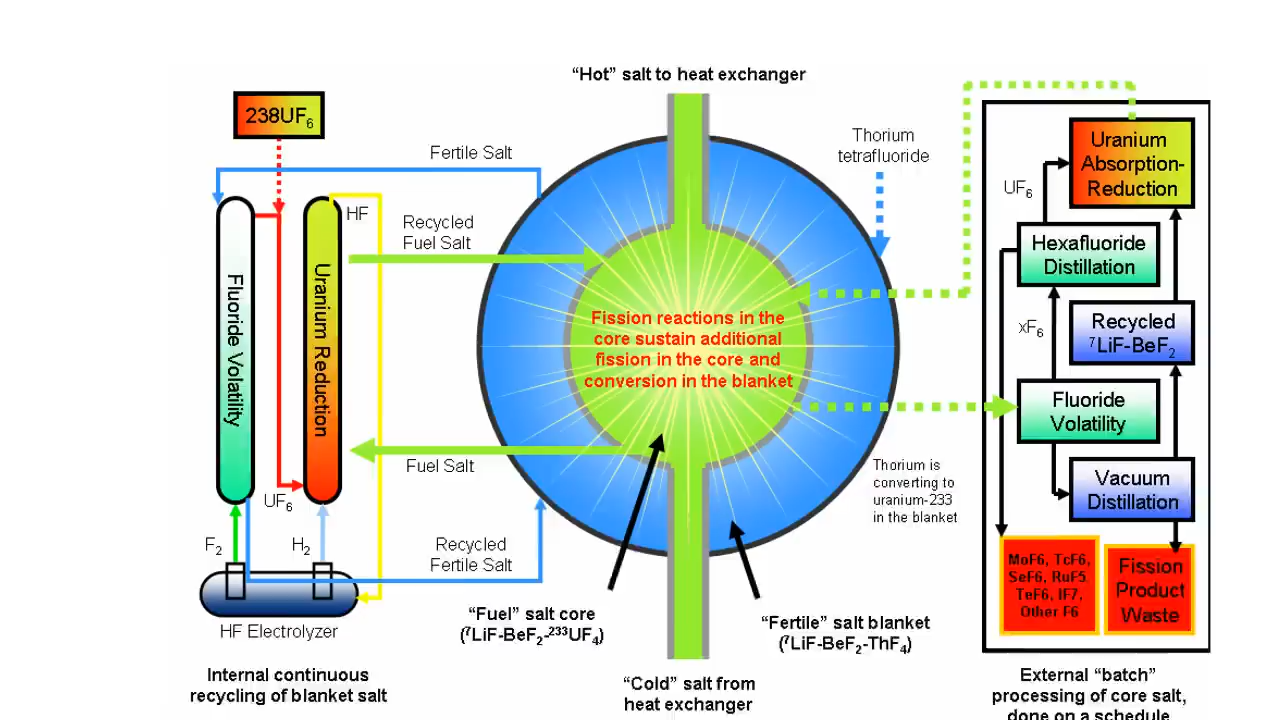 “Hot” salt to heat exchanger
238UF6
Fertile Salt
Thorium
tetrafluoride
HF
Recycled
Fuel Salt
Fluoride Volatility
Uranium Reduction
Fission reactions in the
core sustain additional
fission in the core and
conversion in the blanket
Fuel Salt
UF6
F2
H2
Recycled
Fertile Salt
HF Electrolyzer
Internal continuous
recycling of blanket salt
“Fuel” salt core
(7LiF-BeF2-233UF4)
“Fertile” salt blanket
(7LiF-BeF2-ThF4)
“Cold” salt from
heat exchanger
Thorium is
converting to
uranium-233
in the blanket
Uranium
Absorption-
Reduction
UF6
Hexafluoride
Distillation
xF6
Recycled
7LiF-BeF2
Fluoride
Volatility
Vacuum
Distillation
MoF6, TcF6,
SeF6, RuF5,
TeF6, IF7,
Other F6
Fission
Product
Waste
External “batch”
processing of core salt,
done on a schedule